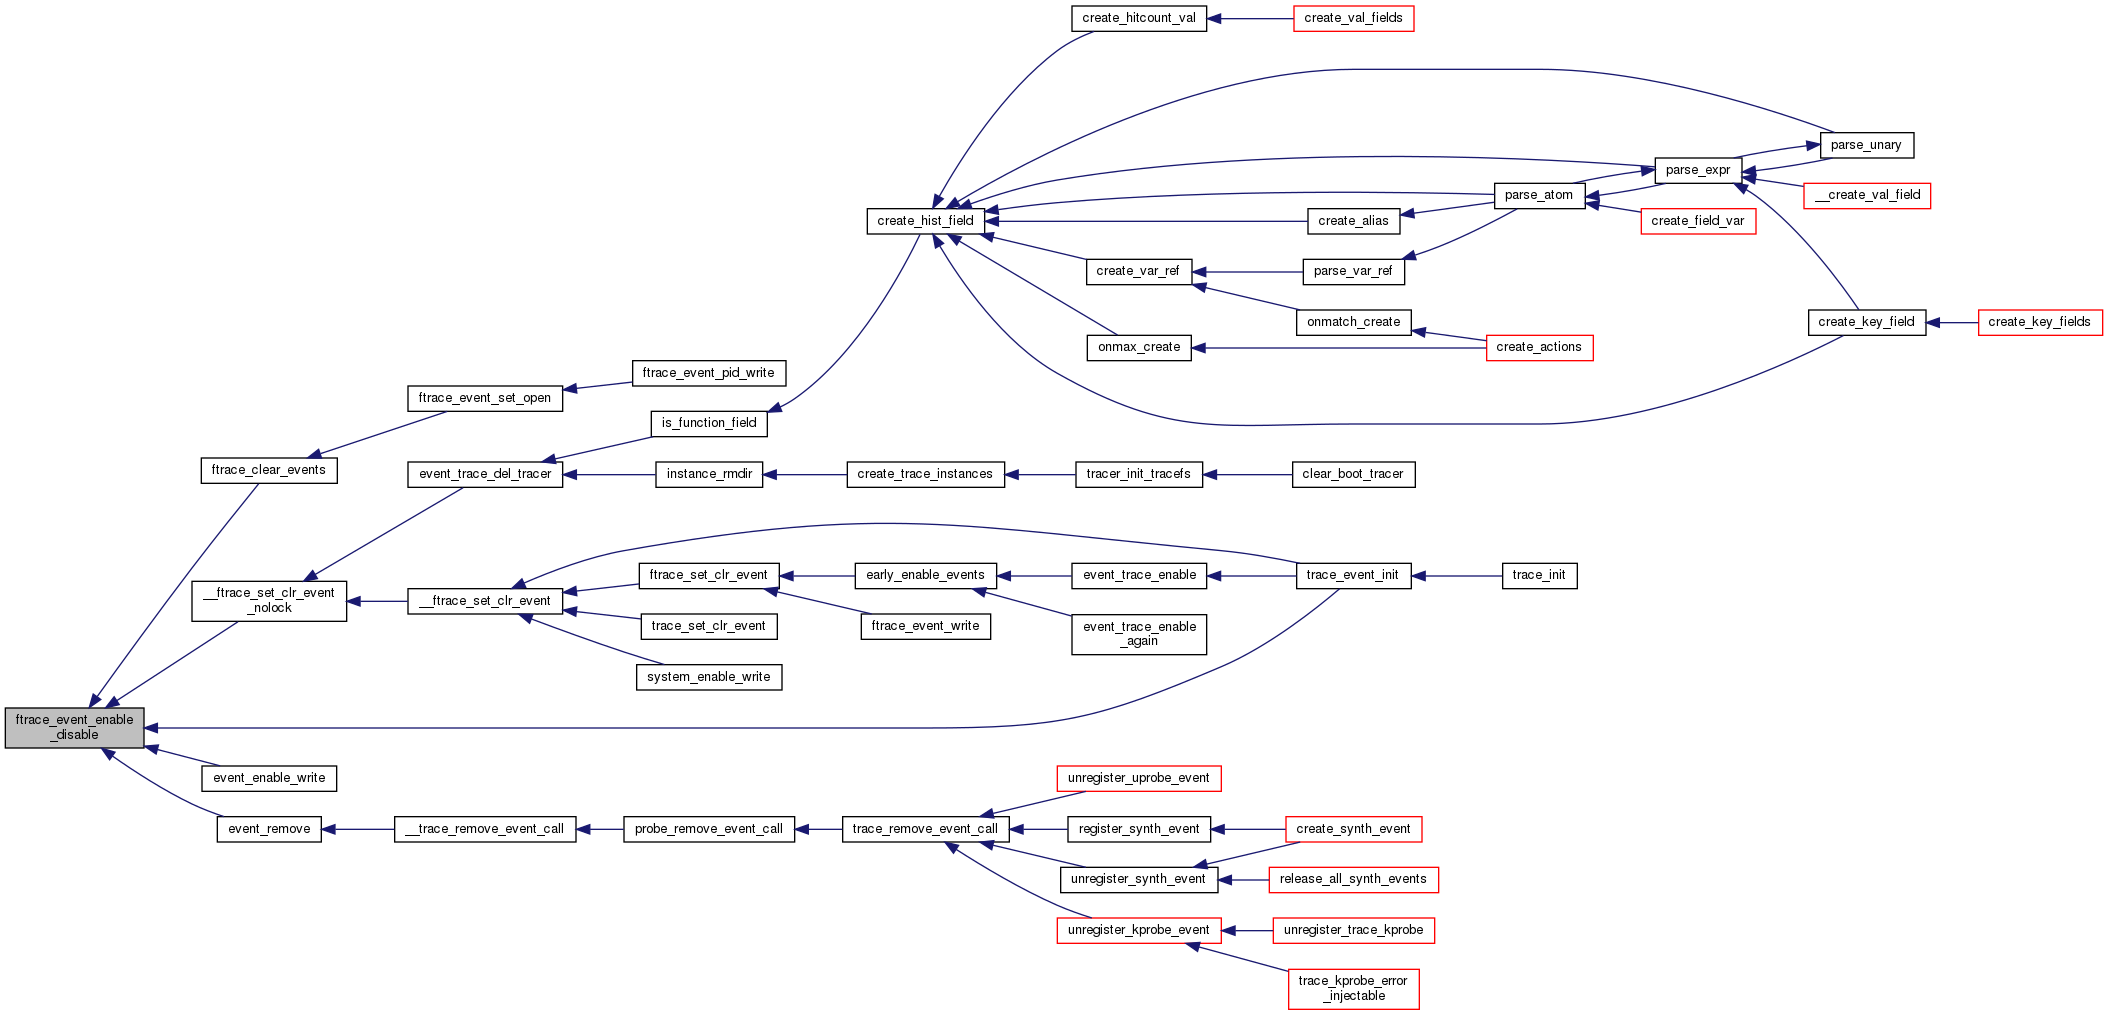 create_hitcount_val
create_val_fields
parse_unary
parse_expr
parse_atom
__create_val_field
create_hist_field
create_alias
create_field_var
create_var_ref
parse_var_ref
onmatch_create
create_key_field
create_key_fields
onmax_create
create_actions
ftrace_event_pid_write
ftrace_event_set_open
is_function_field
ftrace_clear_events
event_trace_del_tracer
instance_rmdir
create_trace_instances
tracer_init_tracefs
clear_boot_tracer
__ftrace_set_clr_event
_nolock
__ftrace_set_clr_event
ftrace_set_clr_event
early_enable_events
event_trace_enable
trace_event_init
trace_init
trace_set_clr_event
ftrace_event_write
event_trace_enable
_again
system_enable_write
ftrace_event_enable
_disable
event_enable_write
unregister_uprobe_event
event_remove
__trace_remove_event_call
probe_remove_event_call
trace_remove_event_call
register_synth_event
create_synth_event
unregister_synth_event
release_all_synth_events
unregister_kprobe_event
unregister_trace_kprobe
trace_kprobe_error
_injectable